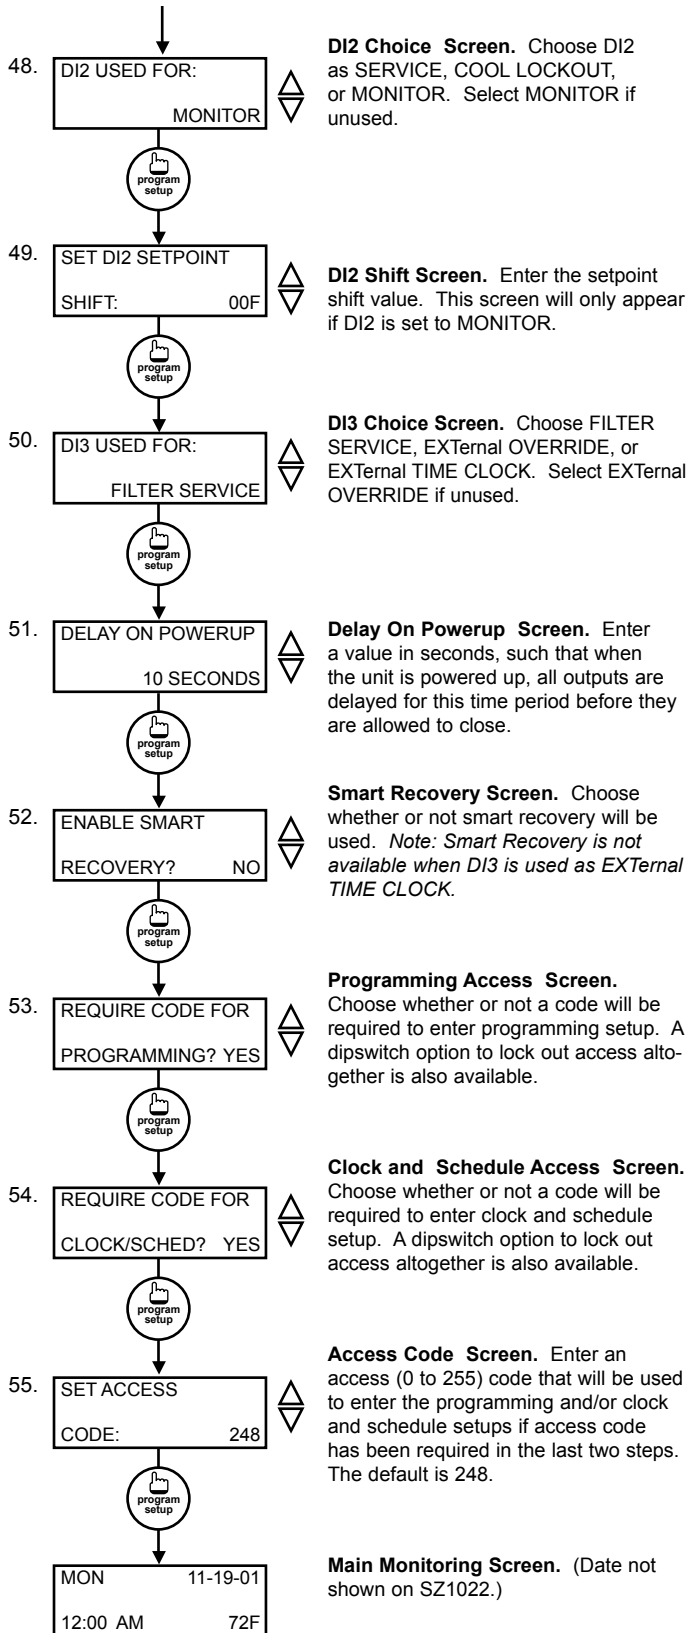 48.
DI2 USED FOR:
MONITOR
DI2 Choice Screen. Choose DI2
as SERVICE, COOL LOCKOUT,
or MONITOR. Select MONITOR if
unused.
program
setup
49.
SET DI2 SETPOINT
SHIFT: 00F
DI2 Shift Screen. Enter the setpoint
shift value. This screen will only appear
if DI2 is set to MONITOR.
program
setup
50.
DI3 USED FOR:
FILTER SERVICE
DI3 Choice Screen. Choose FILTER
SERVICE, EXTernal OVERRIDE, or
EXTernal TIME CLOCK. Select EXTernal
OVERRIDE if unused.
program
setup
51.
DELAY ON POWERUP
10 SECONDS
Delay On Powerup Screen. Enter
a value in seconds, such that when
the unit is powered up, all outputs are
delayed for this time period before they
are allowed to close.
program
setup
52.
ENABLE SMART
RECOVERY? NO
Smart Recovery Screen. Choose
whether or not smart recovery will be
used. Note: Smart Recovery is not
available when DI3 is used as EXTernal
TIME CLOCK.
program
setup
53.
REQUIRE CODE FOR
PROGRAMMING? YES
Programming Access Screen.
Choose whether or not a code will be
required to enter programming setup. A
dipswitch option to lock out access alto-
gether is also available.
program
setup
54.
REQUIRE CODE FOR
CLOCK/SCHED? YES
Clock and Schedule Access Screen.
Choose whether or not a code will be
required to enter clock and schedule
setup. A dipswitch option to lock out
access altogether is also available.
program
setup
55.
SET ACCESS
CODE: 248
Access Code Screen. Enter an
access (0 to 255) code that will be used
to enter the programming and/or clock
and schedule setups if access code
has been required in the last two steps.
The default is 248.
program
setup
MON 11-19-01
12:00 AM 72F
Main Monitoring Screen. (Date not
shown on SZ1022.)